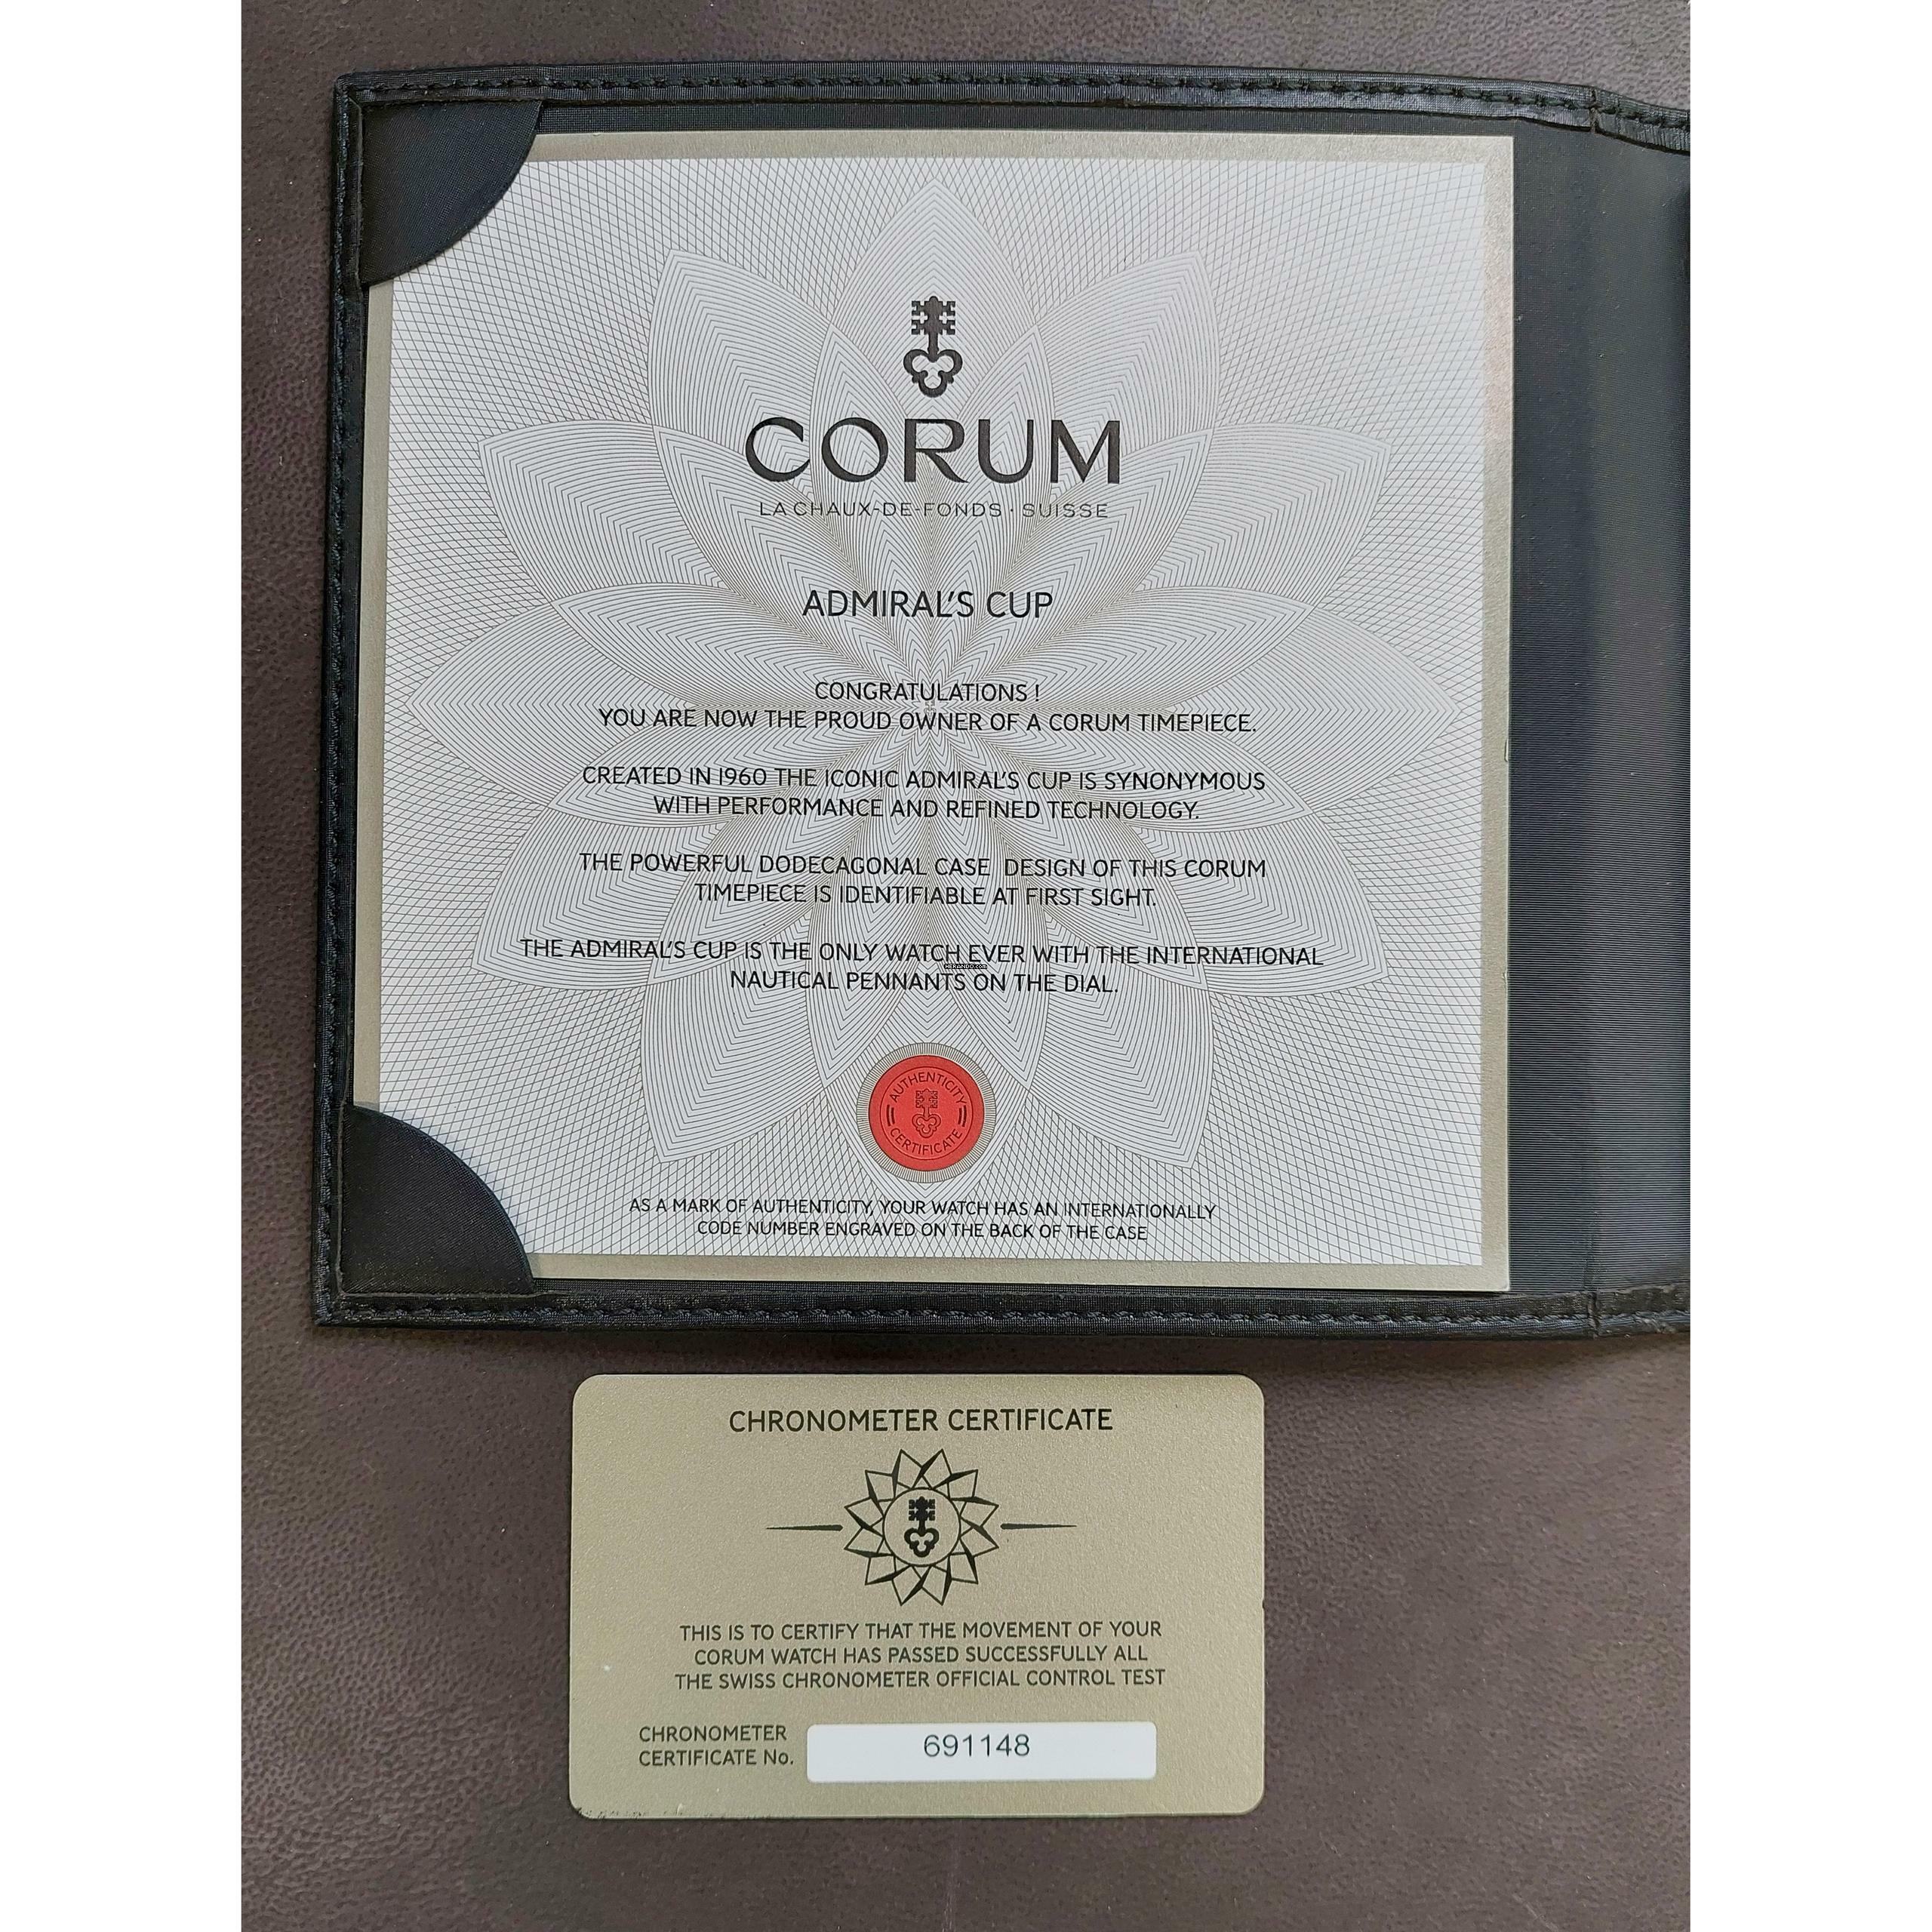 CORUM
LA CHAUX-DE-FONDS · SUISSE
ADMIRAL'S CUP
CONGRATULATIONS !
YOU ARE NOW THE PROUD OWNER OF A CORUM TIMEPIECE.
CREATED IN 1960 THE ICONIC ADMIRAL'S CUP IS SYNONYMOUS
WITH PERFORMANCE AND REFINED TECHNOLOGY.
THE POWERFUL DODECAGONAL CASE DESIGN OF THIS CORUM
TIMEPIECE IS IDENTIFIABLE AT FIRST SIGHT.
THE ADMIRAL'S CUP IS THE ONLY WATCH EVER WITH THE INTERNATIONAL
NAUTICAL PENNANTS ON THE DIAL.
AUTHENTICITY
CERTIFICATE
AS A MARK OF AUTHENTICITY, YOUR WATCH HAS AN INTERNATIONALLY
CODE NUMBER ENGRAVED ON THE BACK OF THE CASE
CHRONOMETER CERTIFICATE
THIS IS TO CERTIFY THAT THE MOVEMENT OF YOUR
CORUM WATCH HAS PASSED SUCCESSFULLY ALL
THE SWISS CHRONOMETER OFFICIAL CONTROL TEST
CHRONOMETER
CERTIFICATE No.
691148